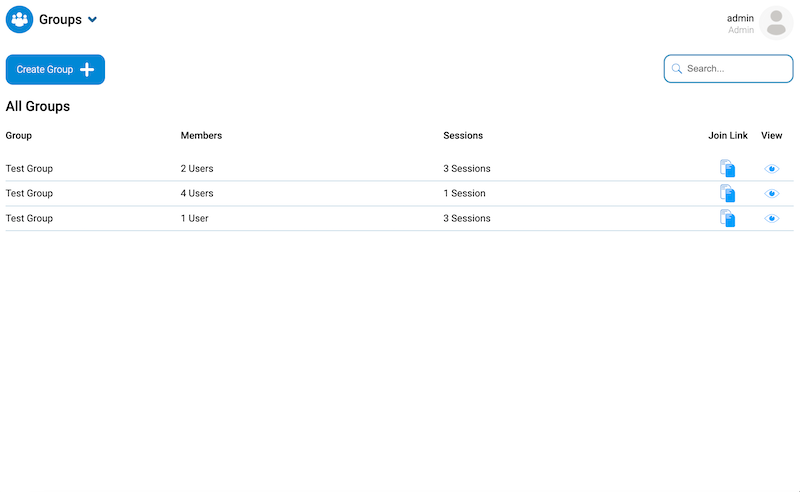 Groups
admin
Admin
Create Group
Search...
All Groups
Group Members Sessions Join Link View
Test Group 2 Users 3 Sessions
Test Group 4 Users 1 Session
Test Group 1 User 3 Sessions